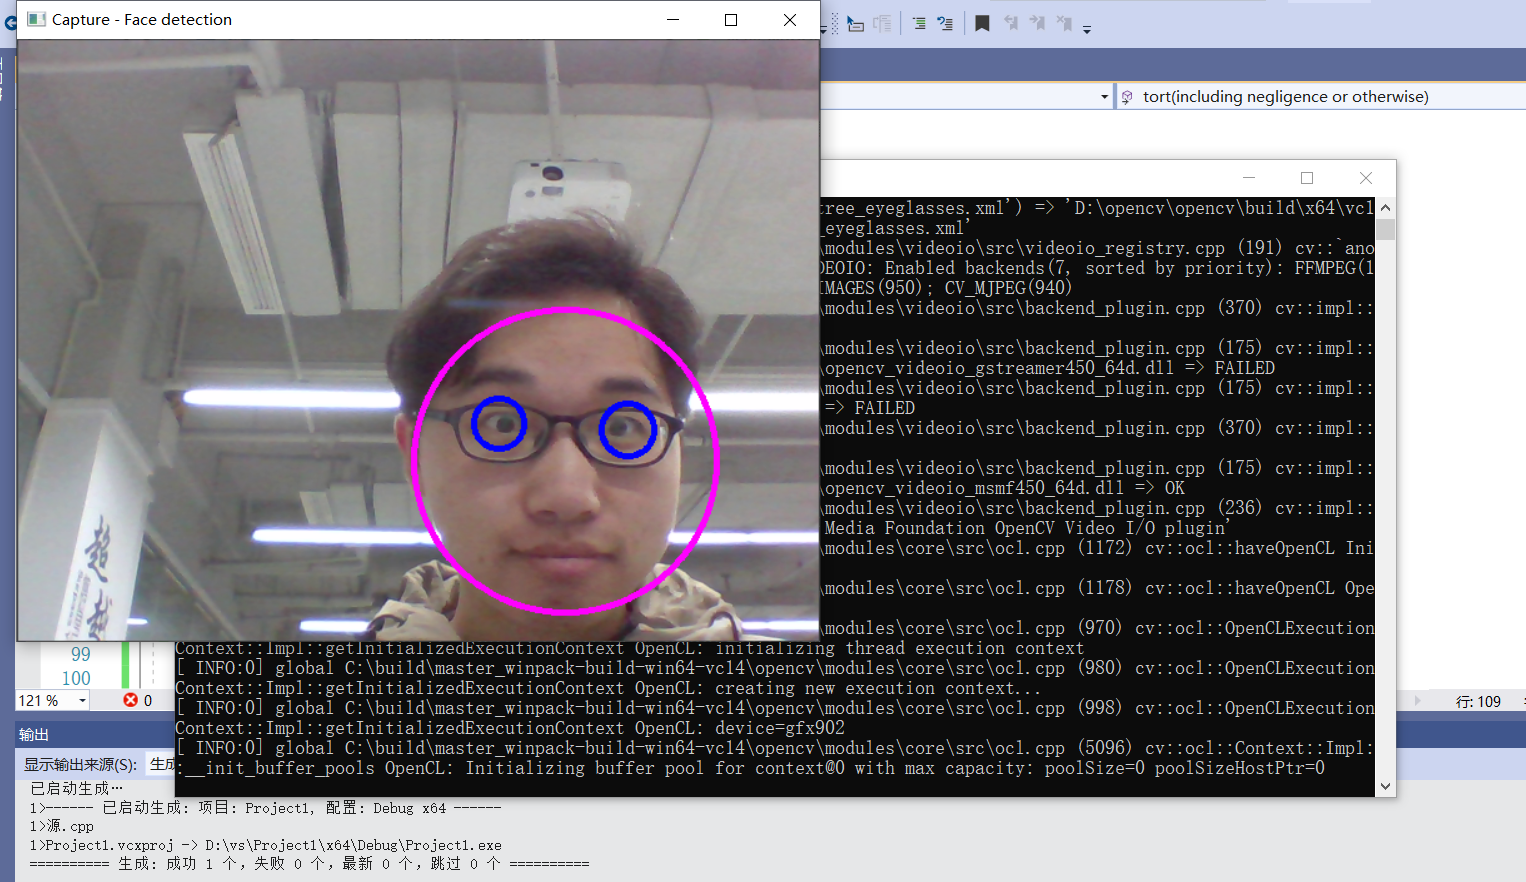 Capture - Face detection
tort(including negligence or otherwise)
tree_eyeglasses.xml') => 'D:\opencv\opencv\build\x64\vc1
_eyeglasses.xml'
\modules\videoio\src\videoio_registry.cpp (191) cv::`ano
DEOIO: Enabled backends(7, sorted by priority): FFMPEG(1
IMAGES(950); CV_MJPEG(940)
\modules\videoio\src\backend_plugin.cpp (370) cv::impl::
\modules\videoio\src\backend_plugin.cpp (175) cv::impl::
\opencv_videoio_gstreamer450_64d.dll => FAILED
\modules\videoio\src\backend_plugin.cpp (175) cv::impl::
=> FAILED
\modules\videoio\src\backend_plugin.cpp (370) cv::impl::
\modules\videoio\src\backend_plugin.cpp (175) cv::impl::
\opencv_videoio_msmf450_64d.dll => OK
\modules\videoio\src\backend_plugin.cpp (236) cv::impl::
Media Foundation OpenCV Video I/O plugin'
\modules\core\src\ocl.cpp (1172) cv::ocl::haveOpenCL Ini
\modules\core\src\ocl.cpp (1178) cv::ocl::haveOpenCL Ope
\modules\core\src\ocl.cpp (970) cv::ocl::OpenCLExecution
Context::Impl::getInitializedExecutionContext OpenCL: initializing thread execution context
[ INFO:0] global C:\build\master_winpack-build-win64-vc14\opencv\modules\core\src\ocl.cpp (980) cv::ocl::OpenCLExecution
Context::Impl::getInitializedExecutionContext OpenCL: creating new execution context...
[ INFO:0] global C:\build\master_winpack-build-win64-vc14\opencv\modules\core\src\ocl.cpp (998) cv::ocl::OpenCLExecution
Context::Impl::getInitializedExecutionContext OpenCL: device=gfx902
[ INFO:0] global C:\build\master_winpack-build-win64-vc14\opencv\modules\core\src\ocl.cpp (5096) cv::ocl::Context::Impl:
:__init_buffer_pools OpenCL: Initializing buffer pool for context@0 with max capacity: poolSize=0 poolSizeHostPtr=0
99
100
121 %
0
行: 109
输出
显示输出来源(S): 生成
已启动生成…
1>------ 已启动生成: 项目: Project1, 配置: Debug x64 ------
1>源.cpp
1>Project1.vcxproj -> D:\vs\Project1\x64\Debug\Project1.exe
========== 生成: 成功 1 个，失败 0 个，最新 0 个，跳过 0 个 ==========